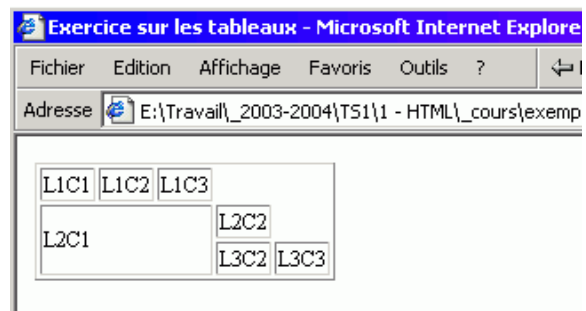 Exercice sur les tableaux - Microsoft Internet Explore
Fichier Edition Affichage Favoris Outils ?
Adresse E:\Travail\_2003-2004\TS1\1 - HTML\_cours\exemp
L1C1 L1C2 L1C3
L2C1 L2C2
L3C2 L3C3